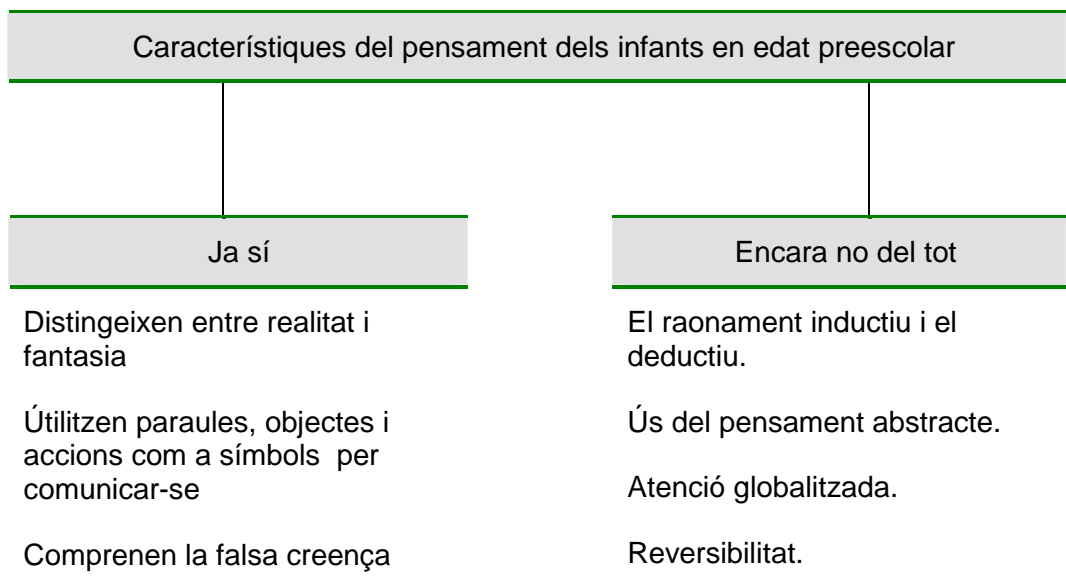 Característiques del pensament dels infants en edat preescolar
Ja sí
Distingeixen entre realitat i
fantasia
Útilitzen paraules, objectes i
accions com a símbols  per
comunicar-se
Comprenen la falsa creença
Encara no del tot
El raonament inductiu i el
deductiu.
Ús del pensament abstracte.
Atenció globalitzada.
Reversibilitat.